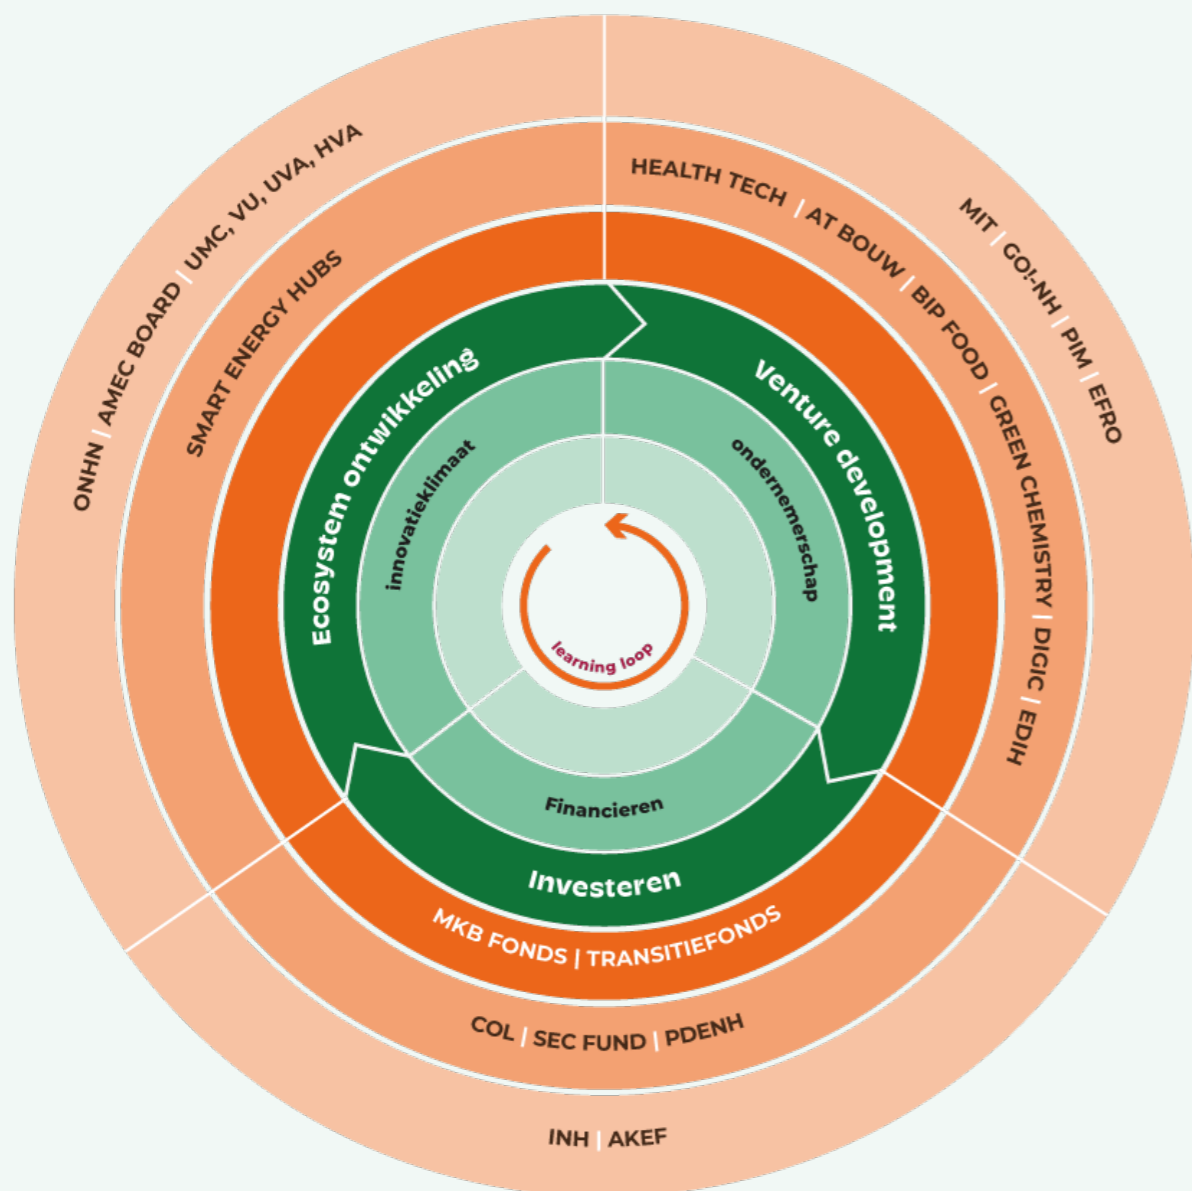 ONHN | AMEC BOARD | UMC, VU, UVA, HVA
SMART ENERGY HUBS
Ecosystem ontwikkeling
innovatieklimaat
MIT | GO!-NH | PIM | EFRO
HEALTH TECH | AT BOUW | BIP FOOD | GREEN CHEMISTRY | DIGIC | EDIH
Venture development
ondernemerschap
learning loop
Financieren
Investeren
MKB FONDS | TRANSITIEFONDS
COL | SEC FUND | PDENH
INH | AKEF